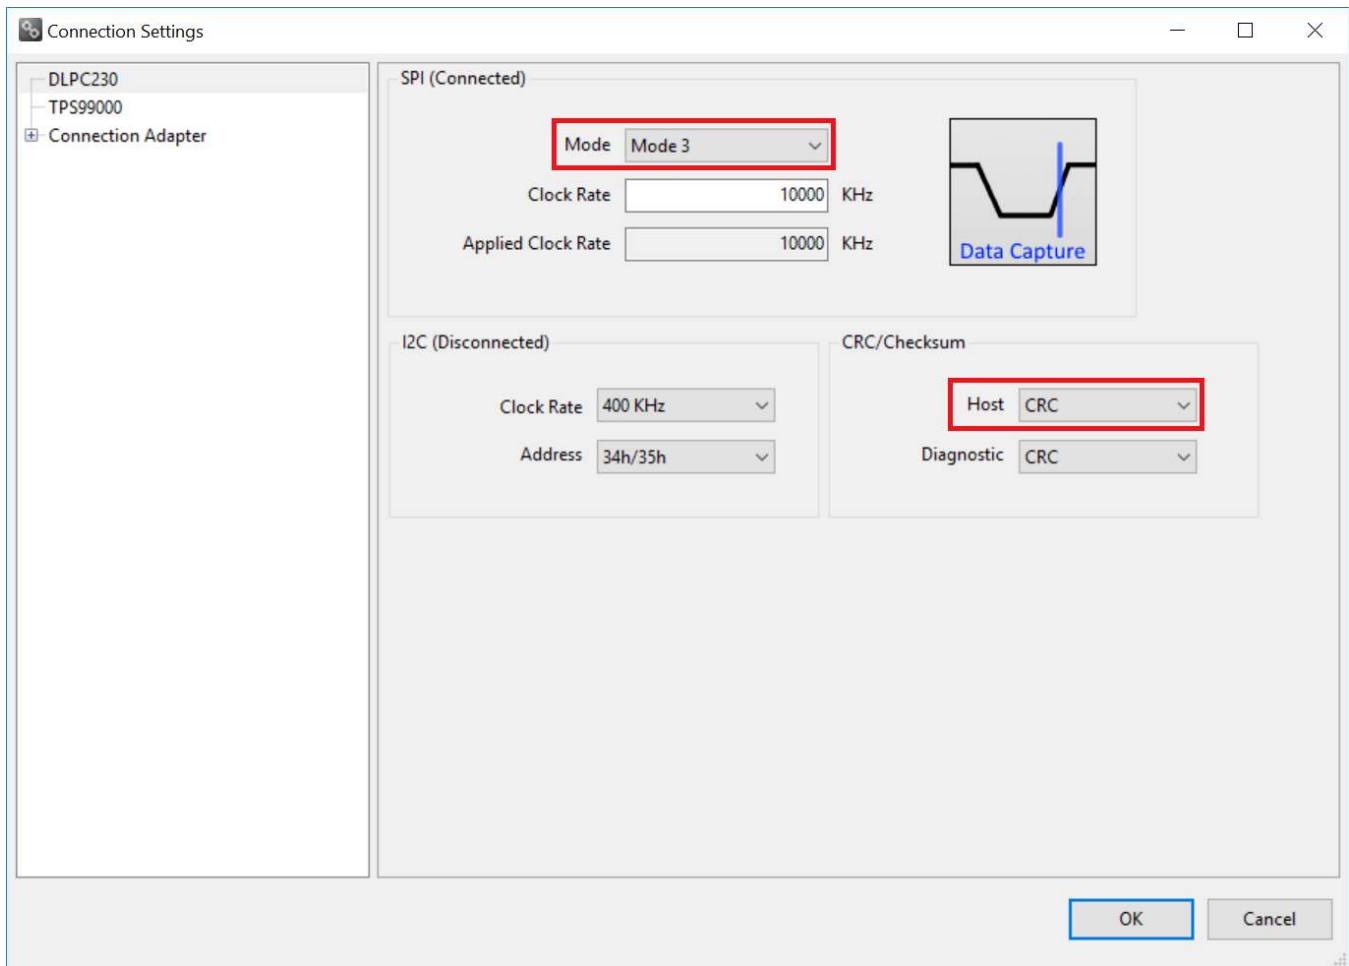 Connection Settings
DLPC230
TPS99000
Connection Adapter
SPI (Connected)
Mode Mode 3
Clock Rate 10000 KHz
Applied Clock Rate 10000 KHz
Data Capture
I2C (Disconnected)
Clock Rate 400 KHz
Address 34h/35h
CRC/Checksum
Host CRC
Diagnostic CRC
OK Cancel